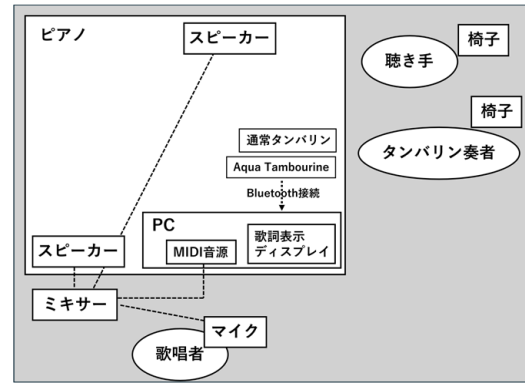 ピアノ
スピーカー
聴き手
椅子
椅子
タンバリン奏者
通常タンバリン
Aqua Tambourine
Bluetooth接続
PC
MIDI音源
歌詞表示
ディスプレイ
スピーカー
ミキサー
マイク
歌唱者